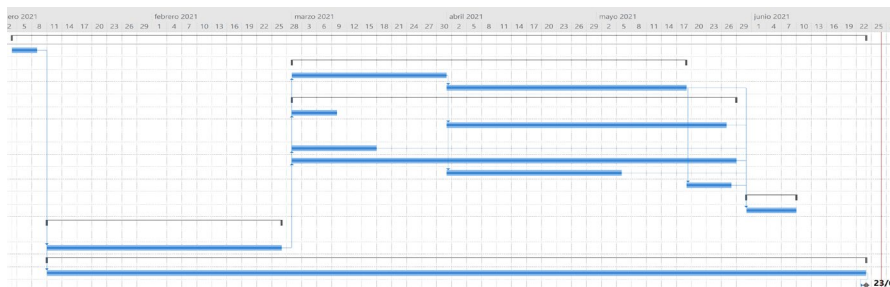 ero 2021 febrero 2021 marzo 2021 abril 2021 mayo 2021 junio 2021
2 5 8 11 14 17 20 23 26 29 1 4 7 10 13 16 19 22 25 28 3 6 9 12 15 18 21 24 27 30 2 5 8 11 14 17 20 23 26 29 2 5 8 11 14 17 20 23 26 29 1 4 7 10 13 16 19 22 25
23/